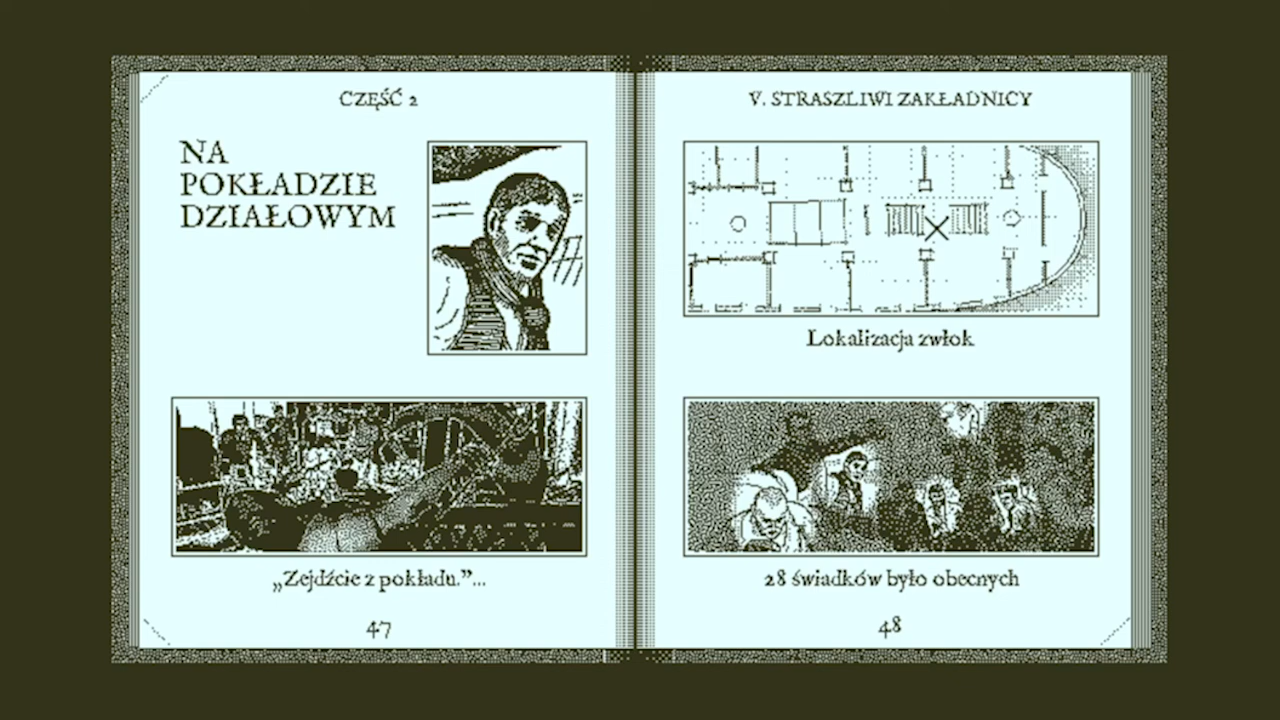 CZĘŚĆ 2
NA
POKŁADZIE
DZIAŁOWYM
„Zejdźcie z pokładu.”...
47
V. STRASZLIWI ZAKŁADNICY
Lokalizacja zwłok
28 świadków było obecnych
48